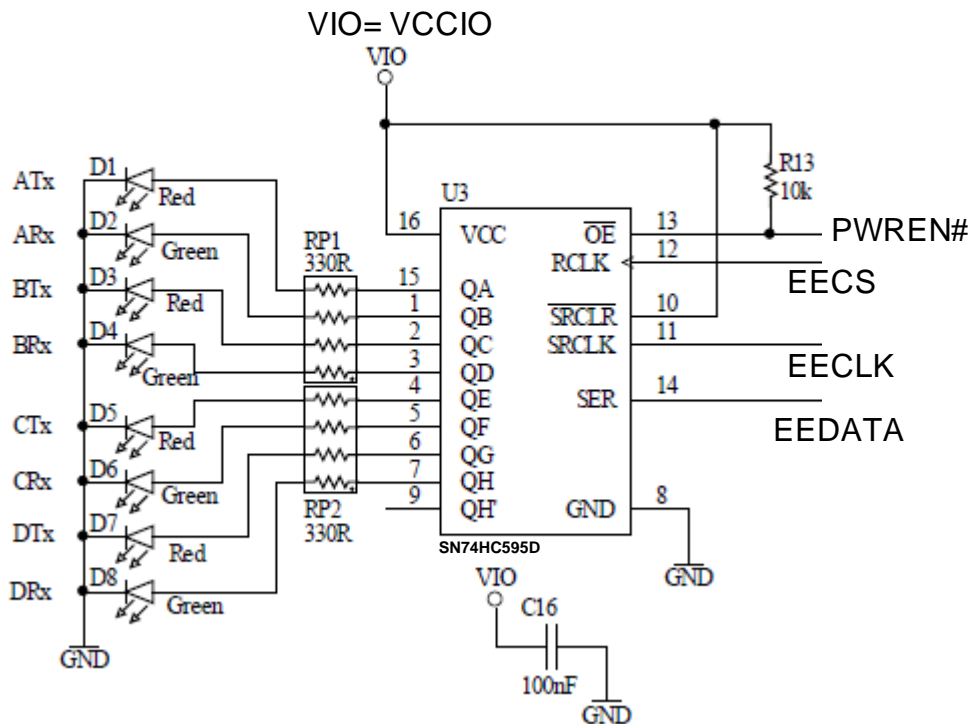 VIO= VCCIO
VIO
ATx D1 Red
ARx D2 Green
BTx D3 Red
BRx D4 Green
CTx D5 Red
CRx D6 Green
DTx D7 Red
DRx D8 Green
GND
RP1
330R
RP2
330R
U3
16 VCC
15 QA
1 QB
2 QC
3 QD
4 QE
5 QF
6 QG
7 QH
9 QH'
OE 13
RCLK 12
SRCLR 10
SRCLK 11
SER 14
GND 8
SN74HC595D
R13
10k
PWREN#
EECS
EECLK
EEDATA
GND
VIO
C16
100nF
GND